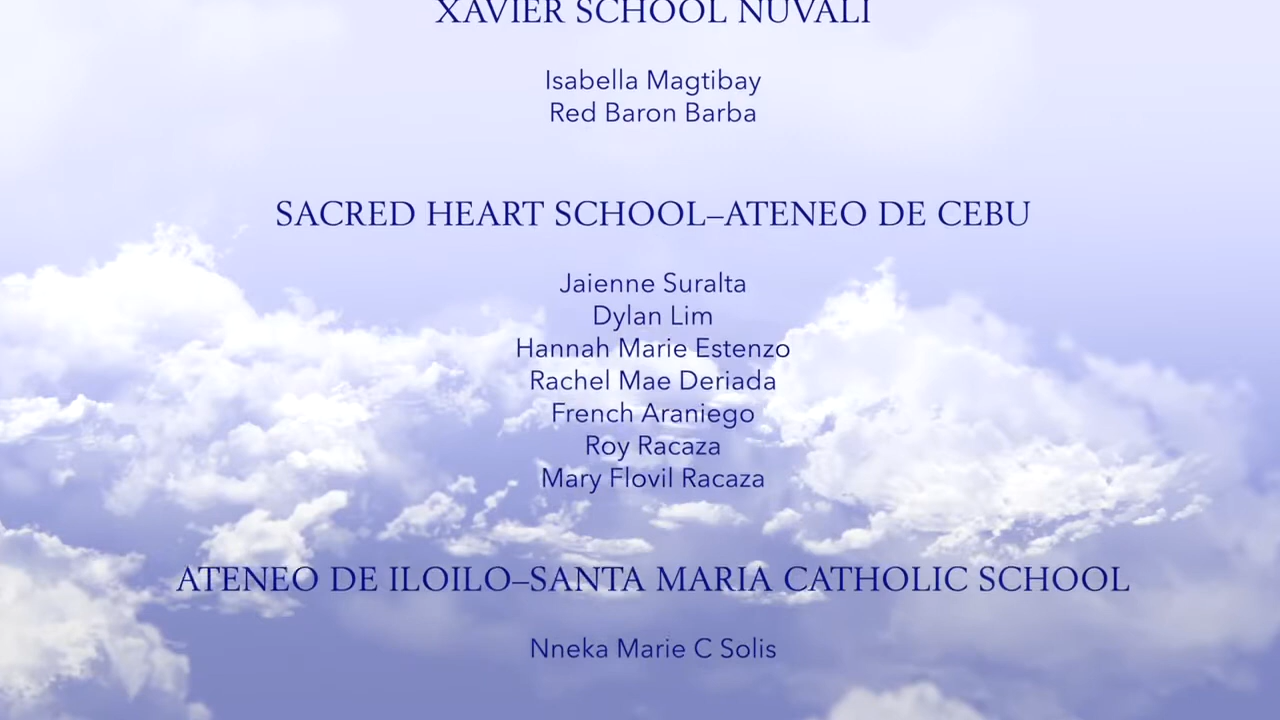 XAVIER SCHOOL NUVALI
Isabella Magtibay
Red Baron Barba
SACRED HEART SCHOOL–ATENEO DE CEBU
Jaienne Suralta
Dylan Lim
Hannah Marie Estenzo
Rachel Mae Deriada
French Araniego
Roy Racaza
Mary Flovil Racaza
ATENEO DE ILOILO–SANTA MARIA CATHOLIC SCHOOL
Nneka Marie C Solis